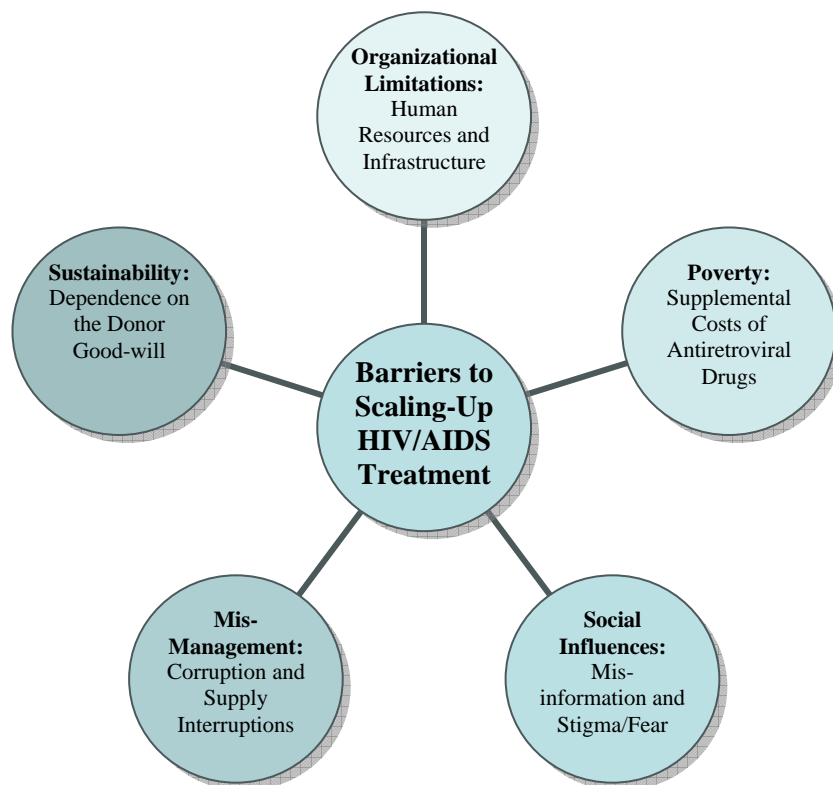 Organizational
Limitations:
Human
Resources and
Infrastructure
Sustainability:
Dependence on
the Donor
Good-will
Poverty:
Supplemental
Costs of
Antiretroviral
Drugs
Barriers to
Scaling-Up
HIV/AIDS
Treatment
Mis-
Management:
Corruption and
Supply
Interruptions
Social
Influences:
Mis-
information and
Stigma/Fear